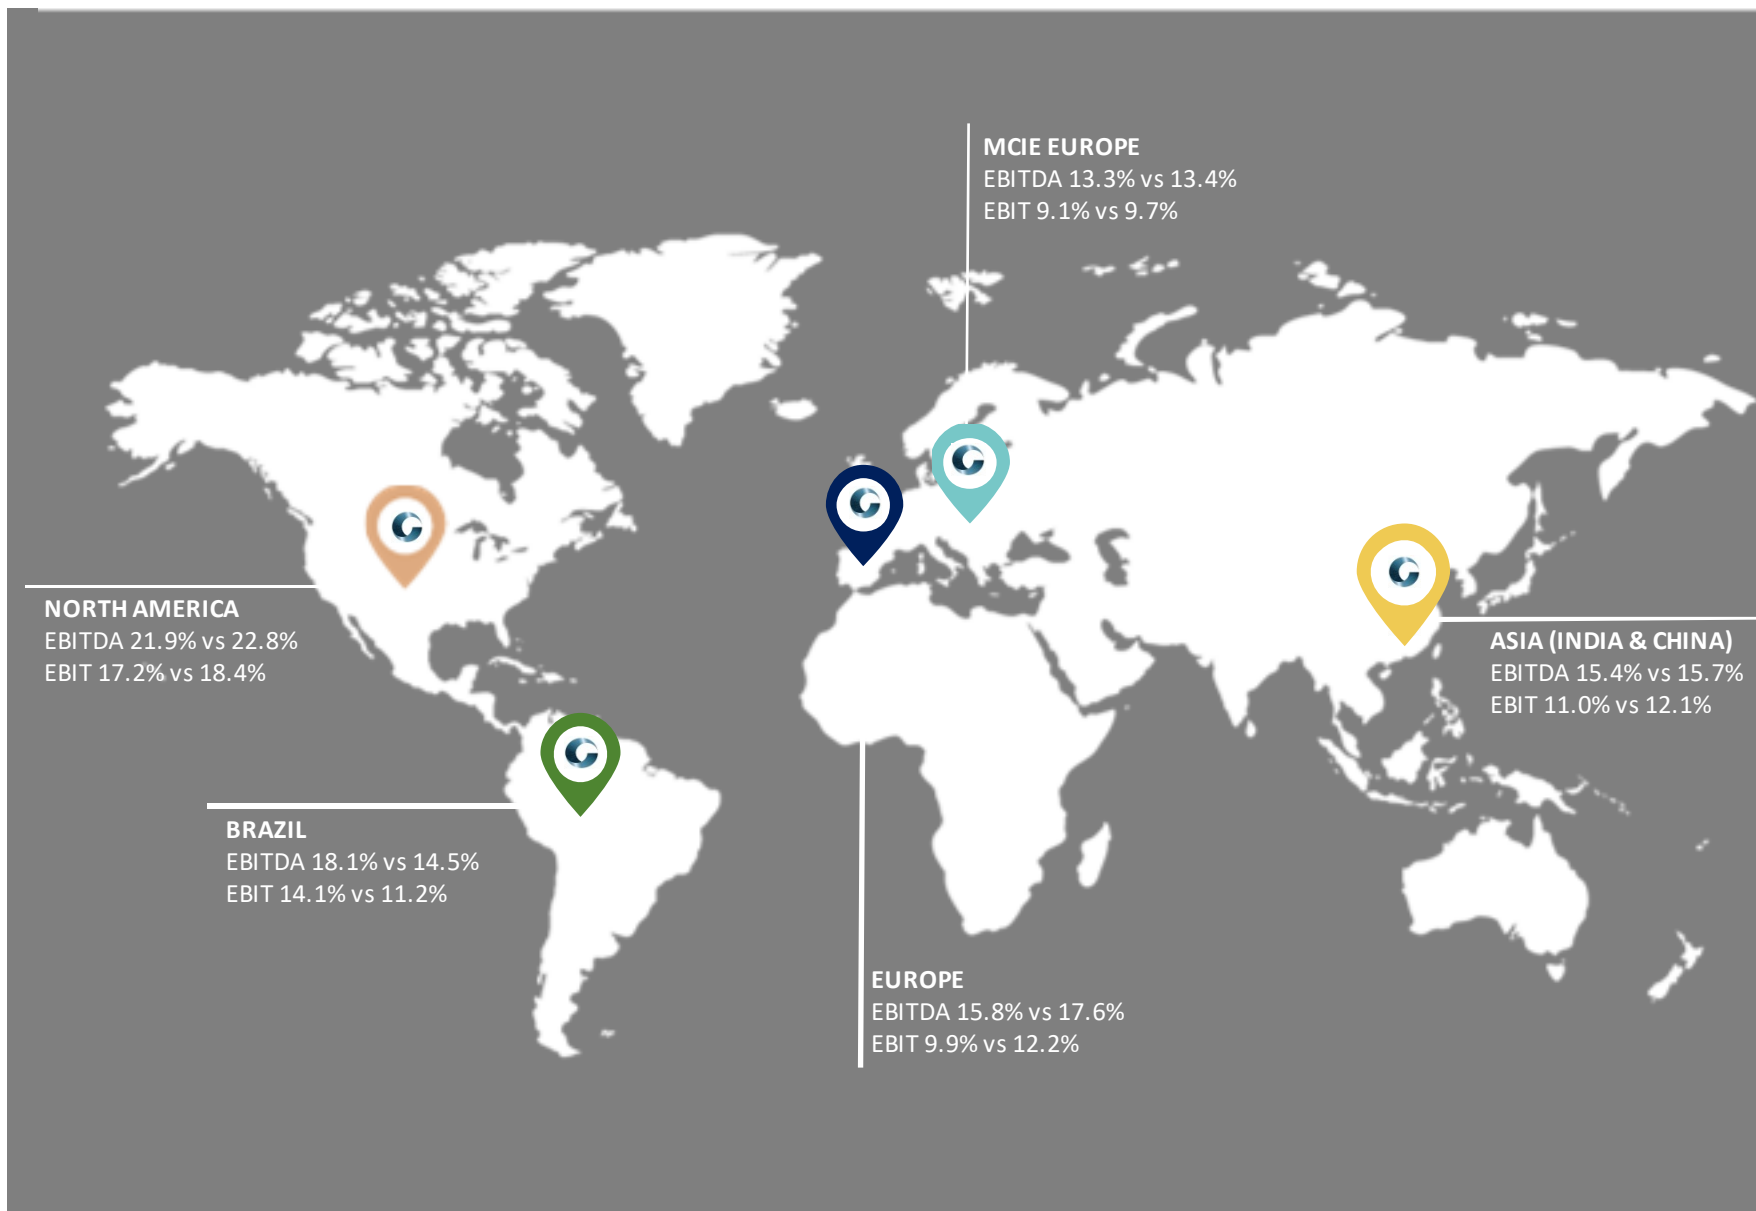 MCIE EUROPE
EBITDA 13.3% vs 13.4%
EBIT 9.1% vs 9.7%
NORTH AMERICA
EBITDA 21.9% vs 22.8%
EBIT 17.2% vs 18.4%
ASIA (INDIA & CHINA)
EBITDA 15.4% vs 15.7%
EBIT 11.0% vs 12.1%
BRAZIL
EBITDA 18.1% vs 14.5%
EBIT 14.1% vs 11.2%
EUROPE
EBITDA 15.8% vs 17.6%
EBIT 9.9% vs 12.2%